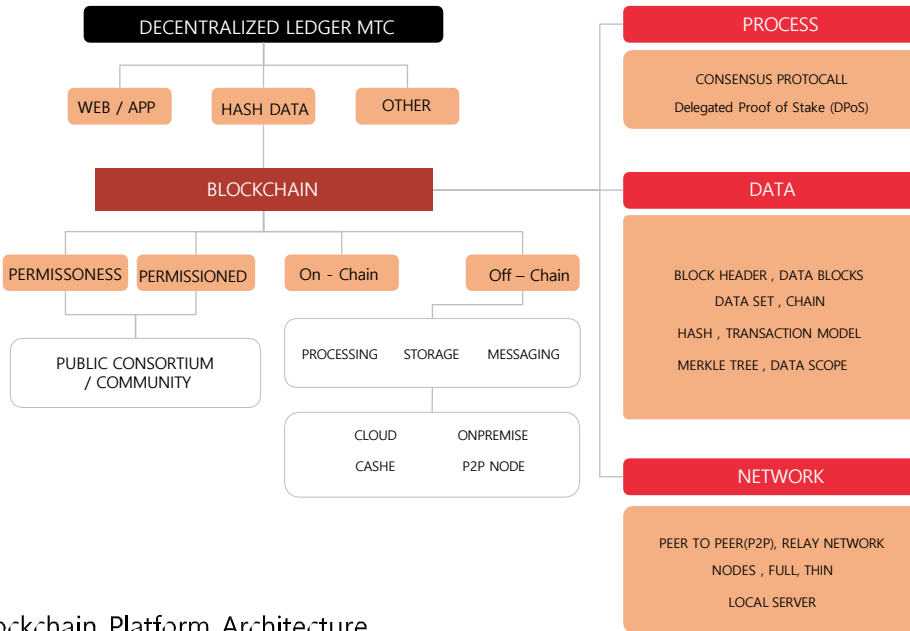 DECENTRALIZED LEDGER MTC
WEB / APP
HASH DATA
OTHER
BLOCKCHAIN
PERMISSONESS
PERMISSIONED
On - Chain
Off – Chain
PUBLIC CONSORTIUM
/ COMMUNITY
PROCESSING STORAGE MESSAGING
CLOUD ONPREMISE
CASHE P2P NODE
PROCESS
CONSENSUS PROTOCALL
Delegated Proof of Stake (DPoS)
DATA
BLOCK HEADER , DATA BLOCKS
DATA SET , CHAIN
HASH , TRANSACTION MODEL
MERKLE TREE , DATA SCOPE
NETWORK
PEER TO PEER(P2P), RELAY NETWORK
NODES , FULL, THIN
LOCAL SERVER
Platform Architecture